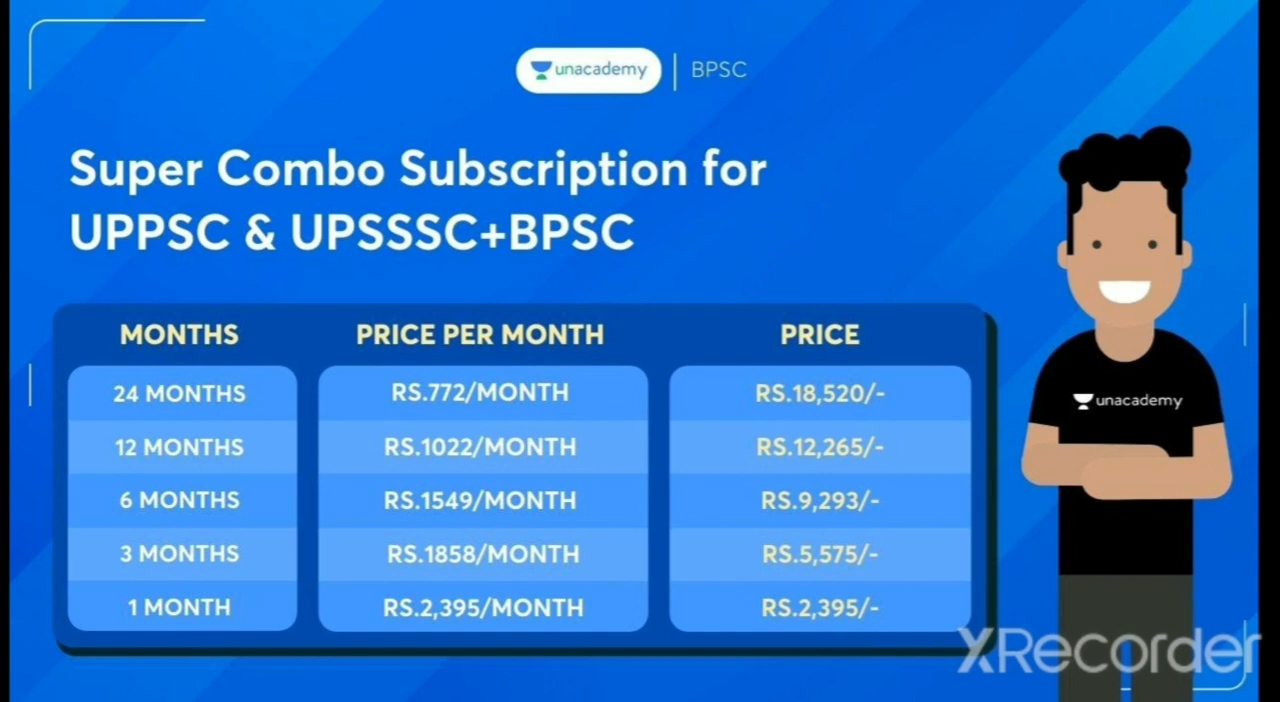 unacademy | BPSC
Super Combo Subscription for
UPPSC & UPSSSC+BPSC
MONTHS PRICE PER MONTH PRICE
24 MONTHS RS.772/MONTH RS.18,520/-
12 MONTHS RS.1022/MONTH RS.12,265/-
6 MONTHS RS.1549/MONTH RS.9,293/-
3 MONTHS RS.1858/MONTH RS.5,575/-
1 MONTH RS.2,395/MONTH RS.2,395/-
unacademy
XRecorder